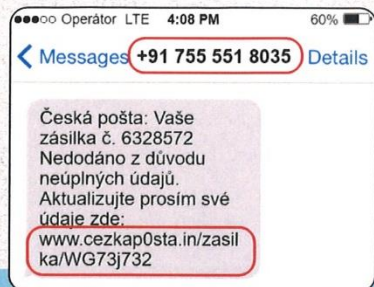 Operátor LTE 4:08 PM 60%
Messages +91 755 551 8035 Details
Česká pošta: Vaše
zásilka č. 6328572
Nedodáno z důvodu
neúplných údajů.
Aktualizujte prosím své
údaje zde:
www.cezkap0sta.in/zasil
ka/WG73j732